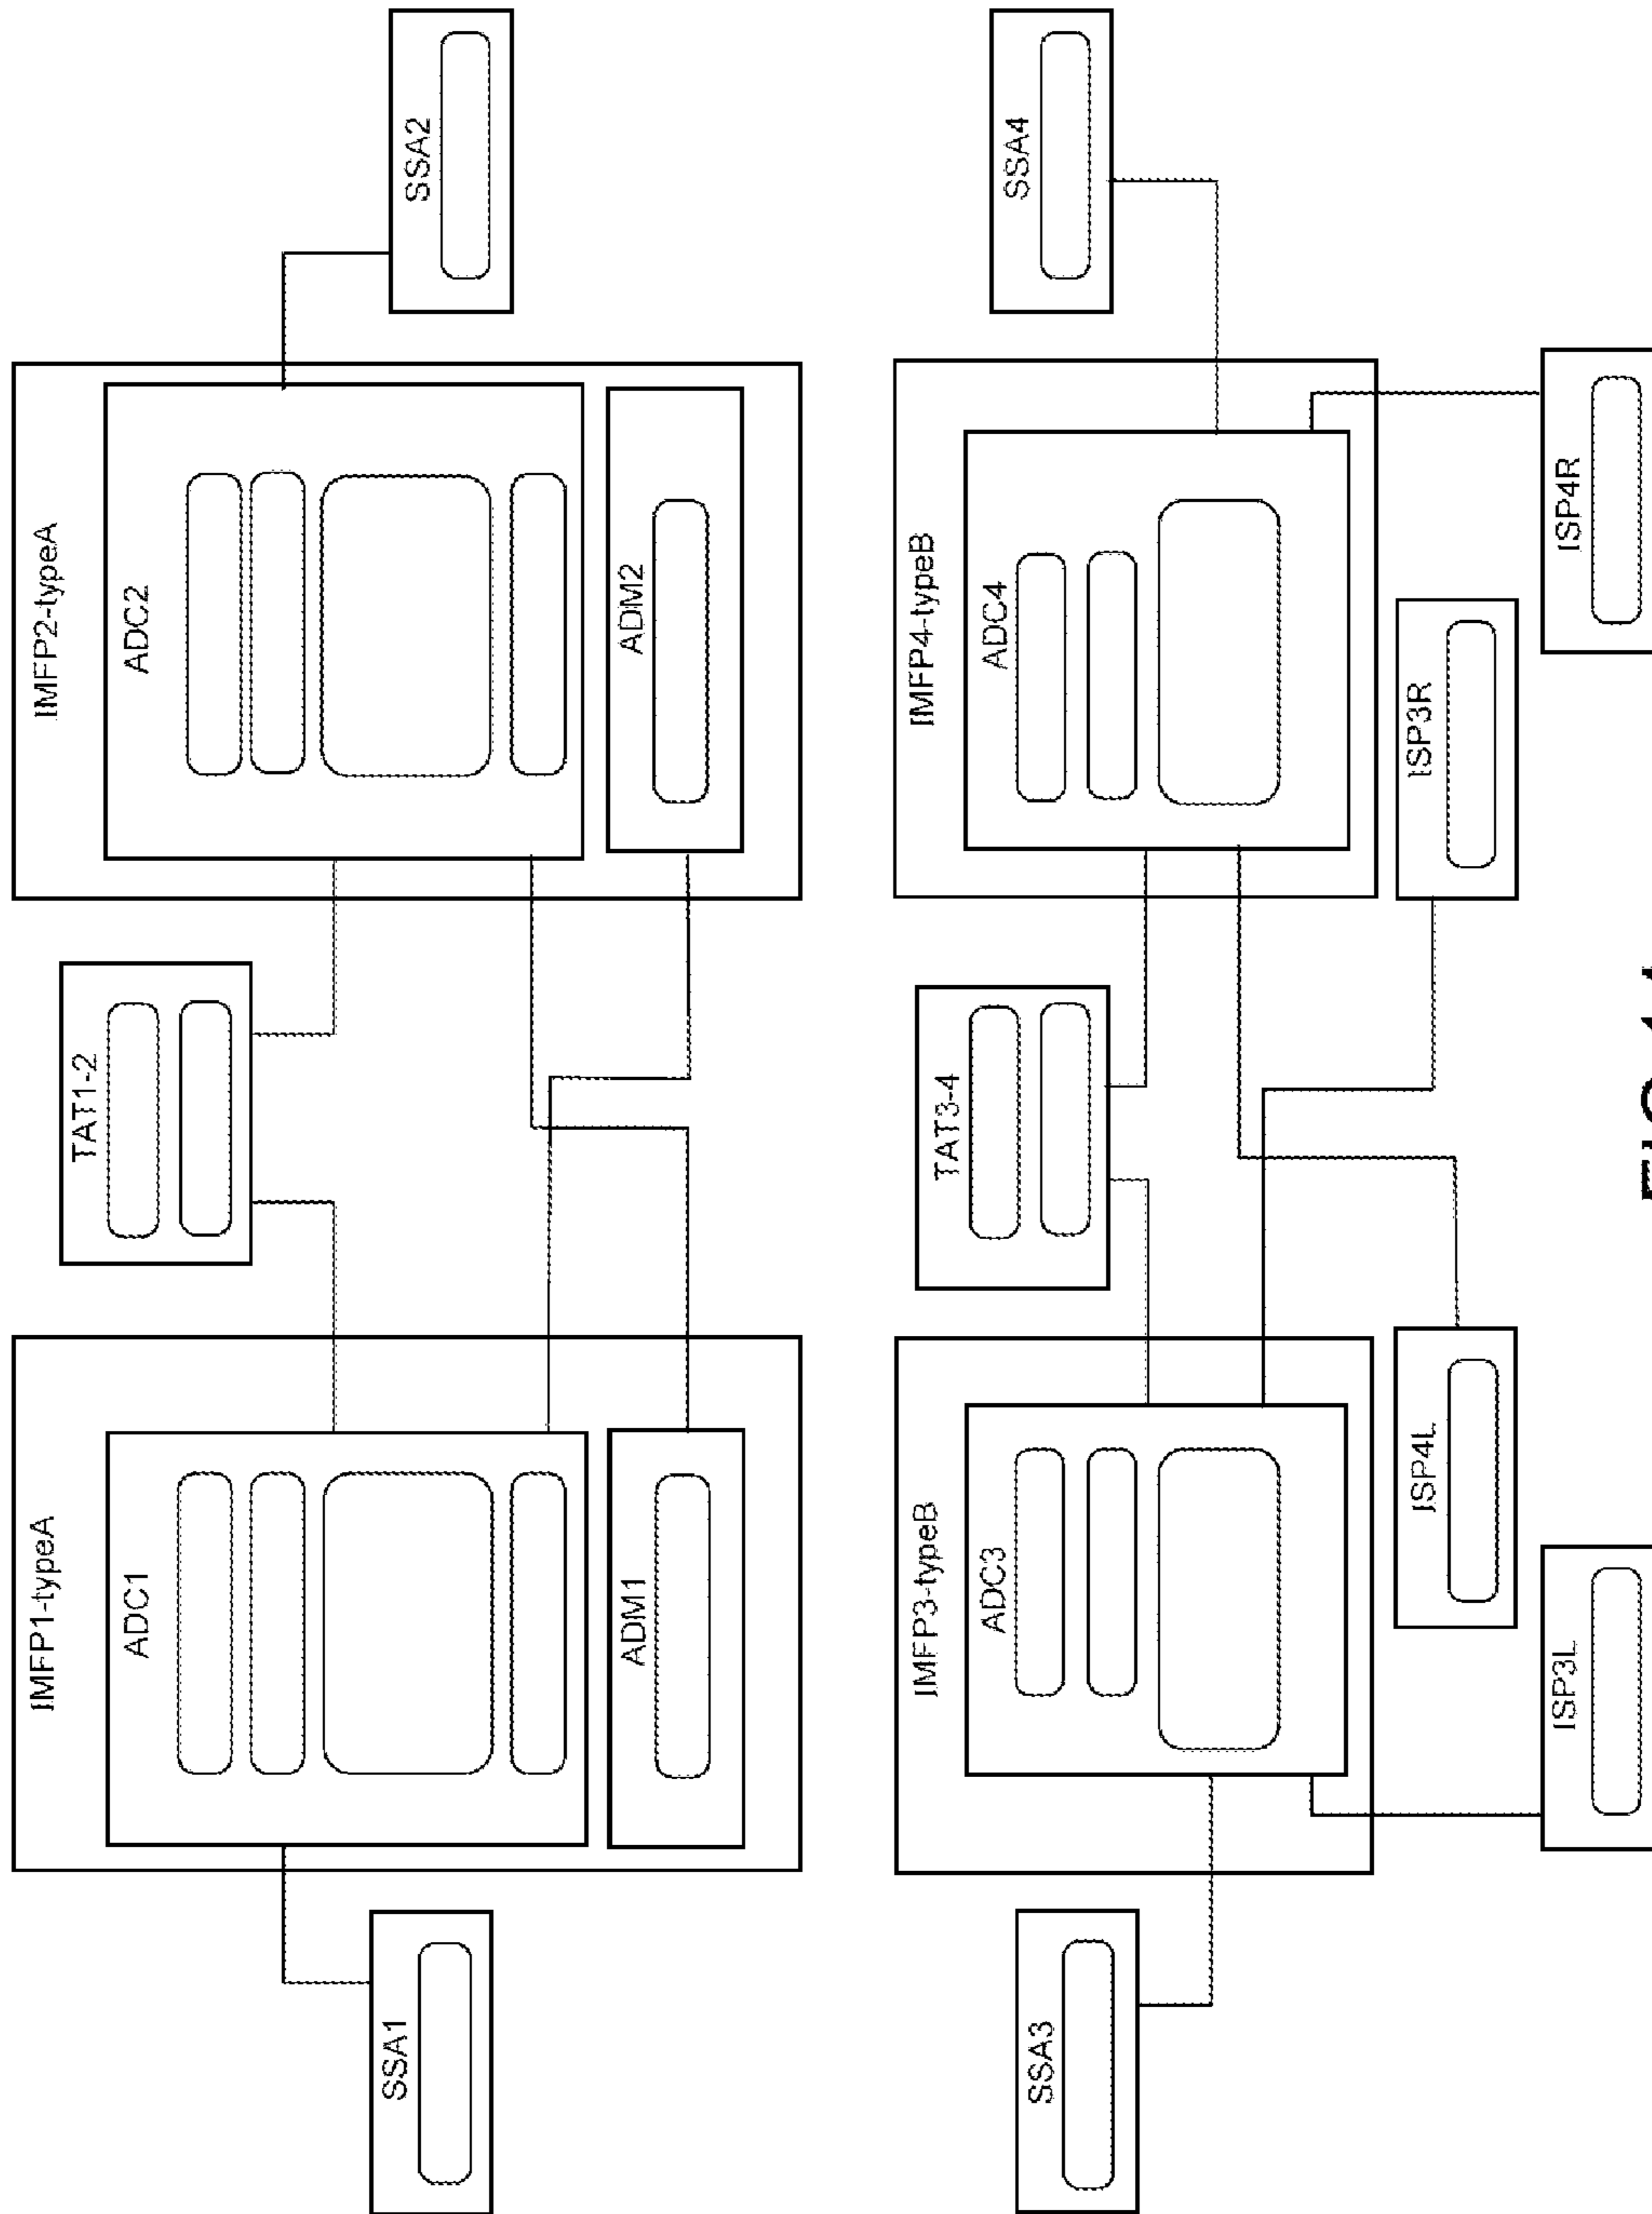 IMFP1-typeA
IMFP2-typeA
TAT1-2
ADC1
ADC2
SSA1
SSA2
ADM1
ADM2
IMFP3-typeB
IMFP4-typeB
TAT3-4
ADC3
ADC4
SSA3
SSA4
ISP4L
ISP3R
ISP3L
ISP4R